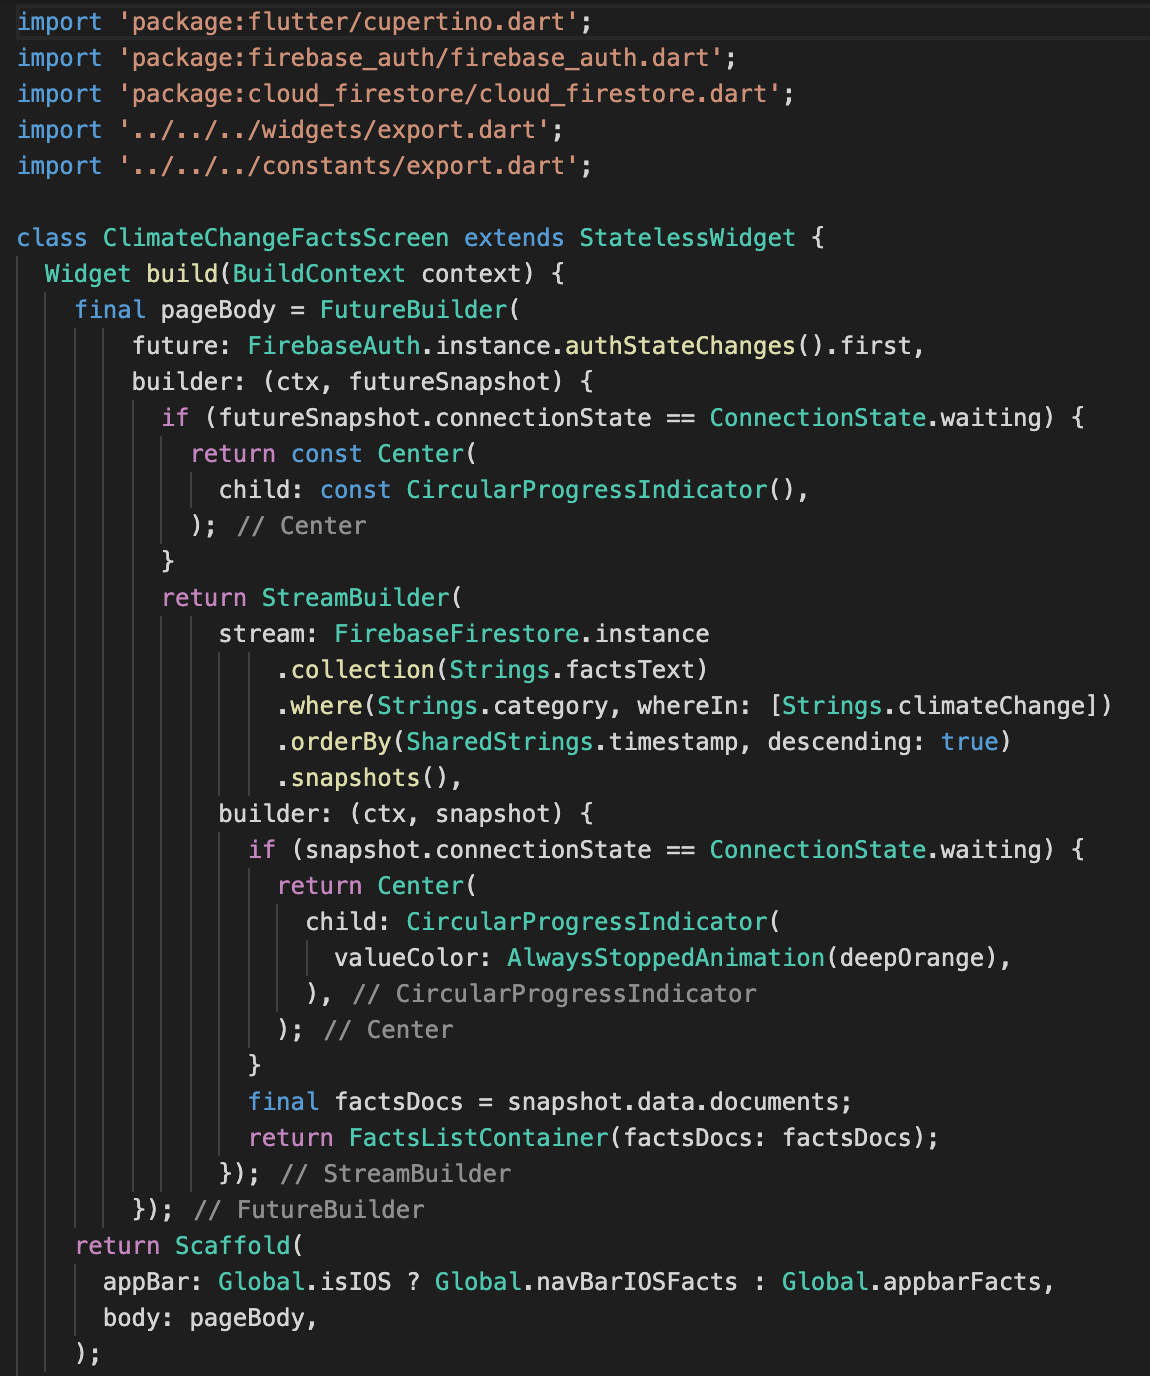 import 'package:flutter/cupertino.dart';
import 'package:firebase_auth/firebase_auth.dart';
import 'package:cloud_firestore/cloud_firestore.dart';
import '../../../widgets/export.dart';
import '../../../constants/export.dart';

class ClimateChangeFactsScreen extends StatelessWidget {
  Widget build(BuildContext context) {
    final pageBody = FutureBuilder(
        future: FirebaseAuth.instance.authStateChanges().first,
        builder: (ctx, futureSnapshot) {
          if (futureSnapshot.connectionState == ConnectionState.waiting) {
            return const Center(
              child: const CircularProgressIndicator(),
            ); // Center
          }
          return StreamBuilder(
              stream: FirebaseFirestore.instance
                  .collection(Strings.factsText)
                  .where(Strings.category, whereIn: [Strings.climateChange])
                  .orderBy(SharedStrings.timestamp, descending: true)
                  .snapshots(),
              builder: (ctx, snapshot) {
                if (snapshot.connectionState == ConnectionState.waiting) {
                  return Center(
                    child: CircularProgressIndicator(
                      valueColor: AlwaysStoppedAnimation(deepOrange),
                    ), // CircularProgressIndicator
                  ); // Center
                }
                final factsDocs = snapshot.data.documents;
                return FactsListContainer(factsDocs: factsDocs);
              }); // StreamBuilder
        }); // FutureBuilder
    return Scaffold(
      appBar: Global.isIOS ? Global.navBarIOSFacts : Global.appbarFacts,
      body: pageBody,
    );